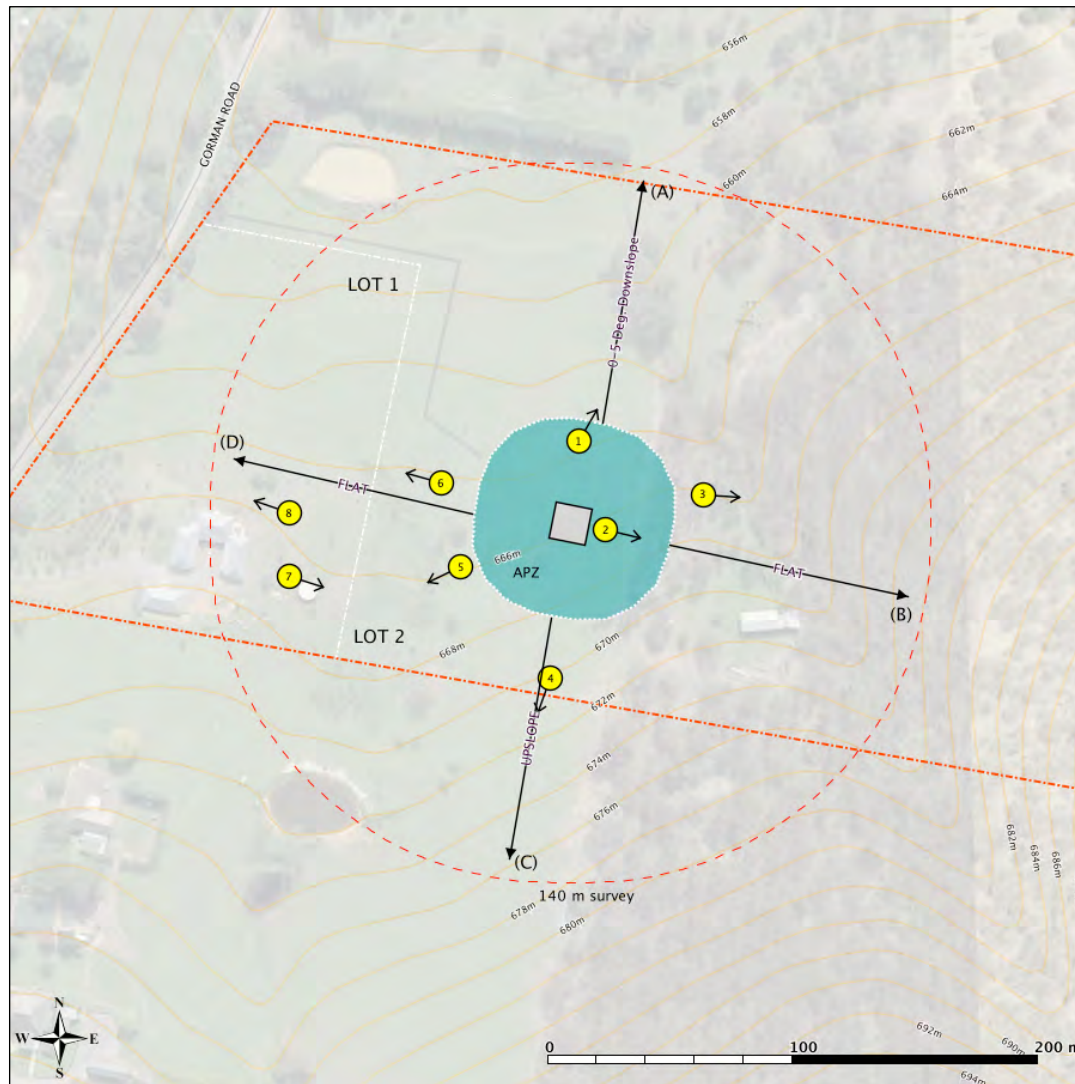 656m
GORMAN ROAD
658m
662m
660m
664m
(A)
0-5 Deg. Downslope
LOT 1
(D)
FLAT
1
6
3
8
2
666m
5
APZ
FLAT
7
(B)
LOT 2
668m
670m
4
672m
UPSLOPE
674m
676m
682m
684m
686m
(C)
140 m survey
678m
680m
N
W E
S
692m
690m
694m
0 100 200 m